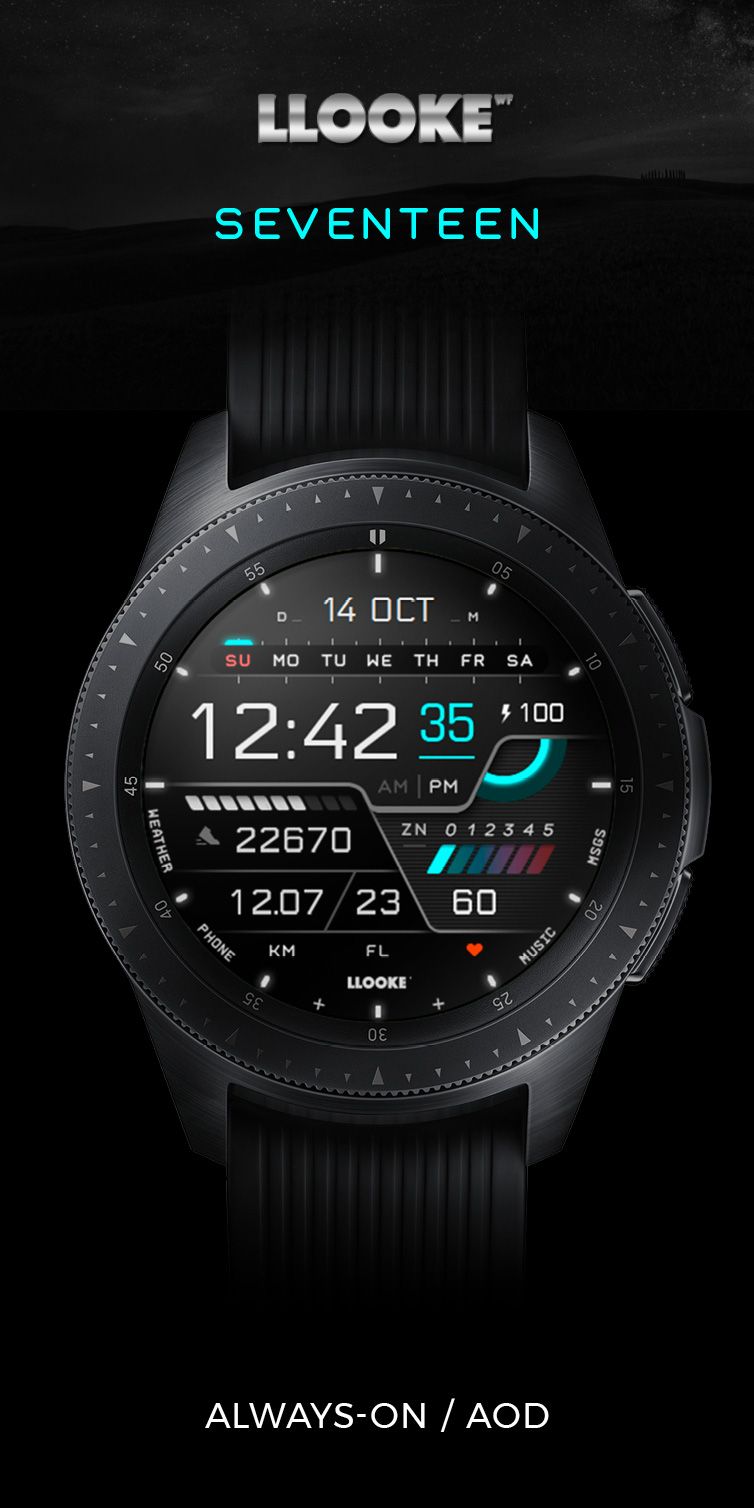 LLOOKE WF
SEVENTEEN
D_ 14 OCT _M
SU MO TU WE TH FR SA
12:42 35 100
AM | PM
22670
ZN 0 1 2 3 4 5
12.07 / 23 60
KM FL
LLOOKE
WEATHER
PHONE
MUSIC
MSGS
05
10
15
20
25
30
35
40
45
50
55
ALWAYS-ON / AOD